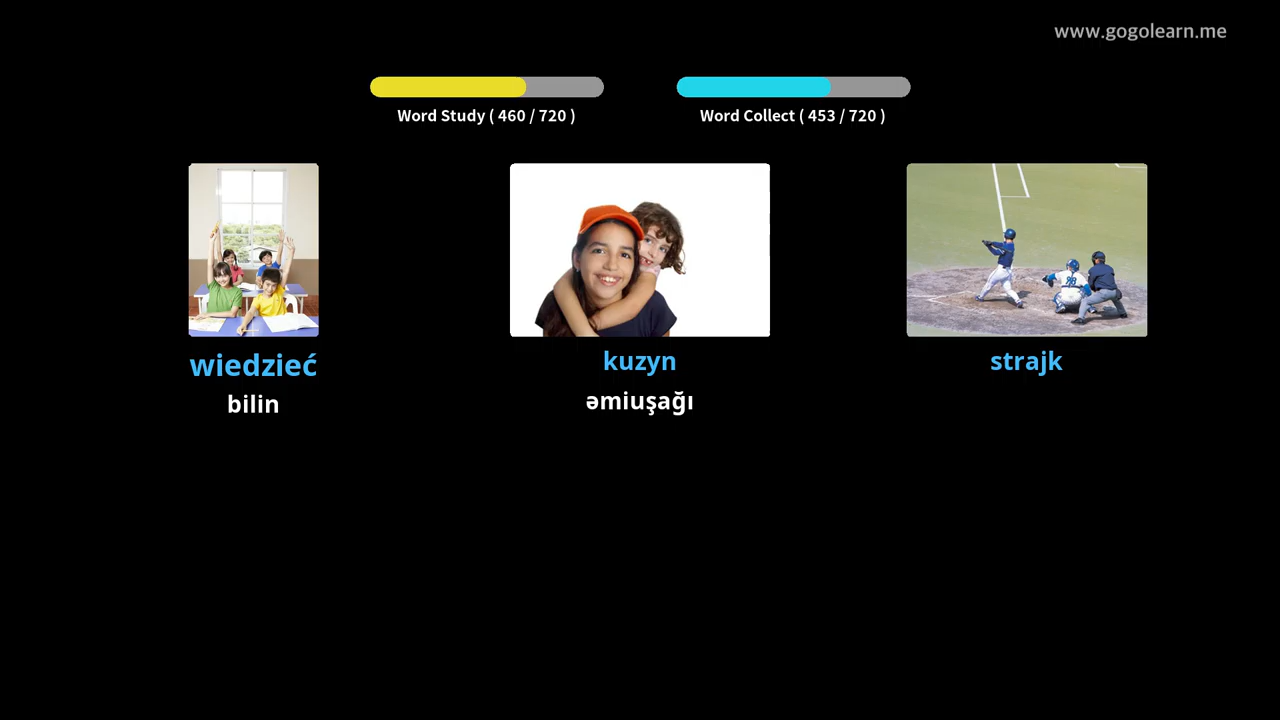 www.gogolearn.me
Word Study ( 460 / 720 )
Word Collect ( 453 / 720 )
wiedzieć
bilin
kuzyn
əmiuşağı
strajk